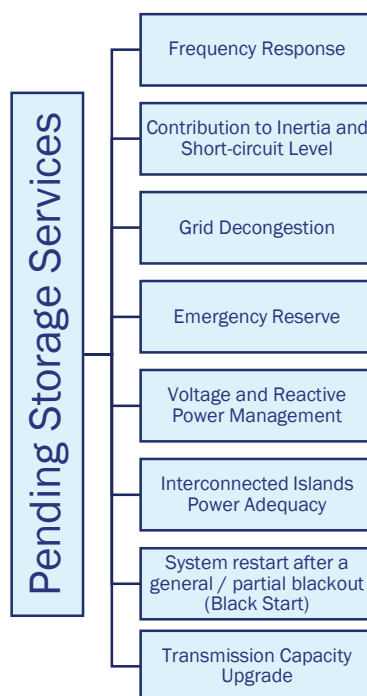 Pending Storage Services
Frequency Response
Contribution to Inertia and
Short-circuit Level
Grid Decongestion
Emergency Reserve
Voltage and Reactive
Power Management
Interconnected Islands
Power Adequacy
System restart after a
general / partial blackout
(Black Start)
Transmission Capacity
Upgrade